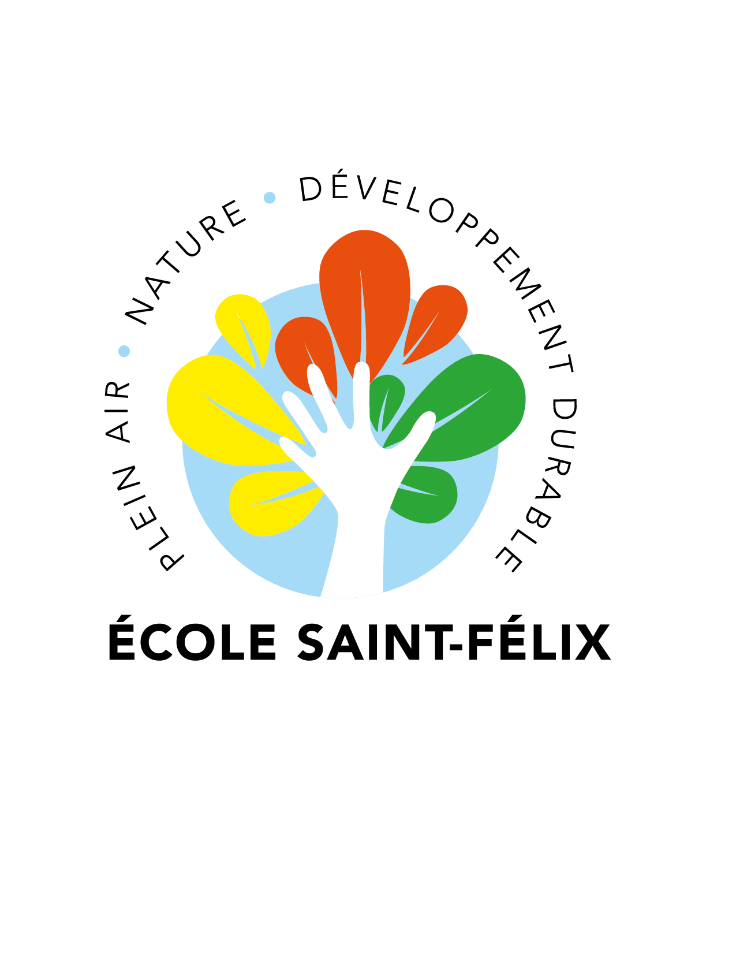 PLEIN AIR • NATURE • DÉVELOPPEMENT DURABLE
ÉCOLE SAINT-FÉLIX